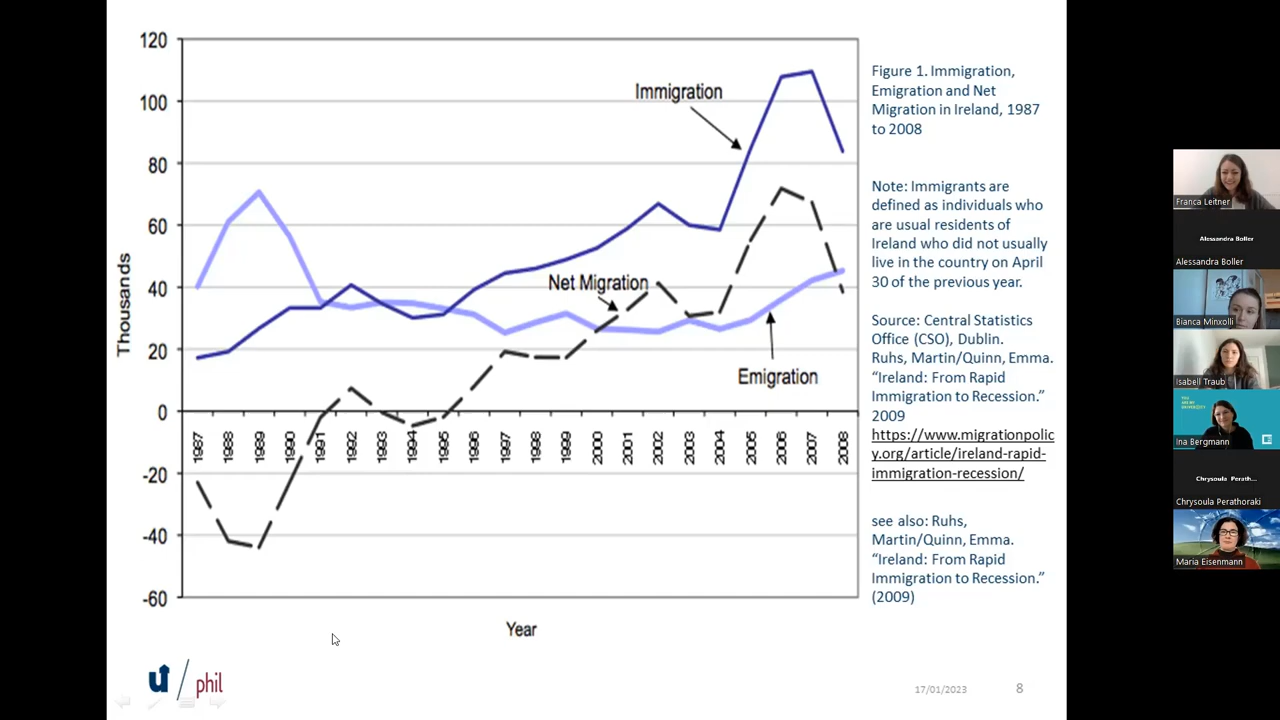 120
100
80
60
40
20
0
-20
-40
-60
Thousands
Immigration
Net Migration
Emigration
1987
1988
1989
1990
1991
1992
1993
1994
1995
1996
1997
1998
1999
2000
2001
2002
2003
2004
2005
2006
2007
2008
Year
Figure 1. Immigration,
Emigration and Net
Migration in Ireland, 1987
to 2008
Note: Immigrants are
defined as individuals who
are usual residents of
Ireland who did not usually
live in the country on April
30 of the previous year.
Source: Central Statistics
Office (CSO), Dublin.
Ruhs, Martin/Quinn, Emma.
“Ireland: From Rapid
Immigration to Recession.”
2009
https://www.migrationpolic
y.org/article/ireland-rapid-
immigration-recession/
see also: Ruhs,
Martin/Quinn, Emma.
“Ireland: From Rapid
Immigration to Recession.”
(2009)
u / phil
17/01/2023
8
Franca Leitner
Alessandra Boller
Alessandra Boller
Bianca Minxolli
Isabell Traub
Ina Bergmann
Chrysoula Perath...
Chrysoula Perathoraki
Maria Eisenmann